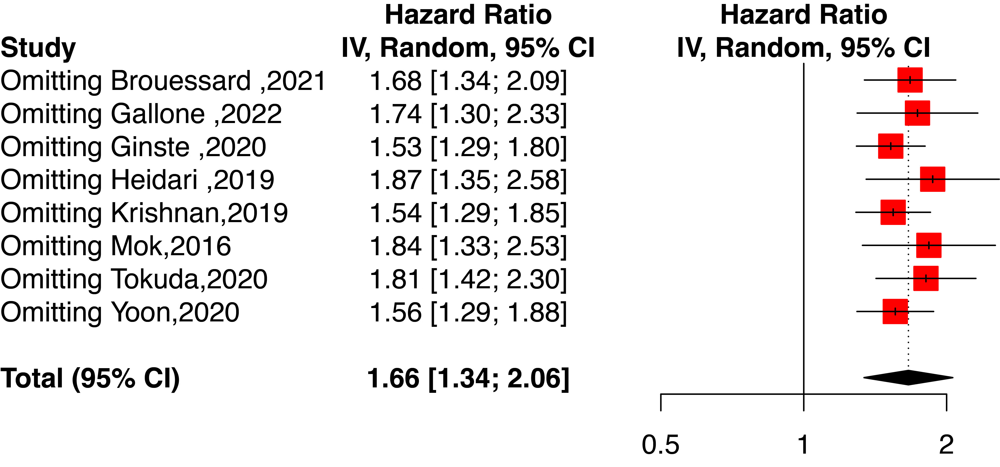 Hazard Ratio Hazard Ratio
Study IV, Random, 95% CI IV, Random, 95% CI
Omitting Brouessard ,2021 1.68 [1.34; 2.09]
Omitting Gallone ,2022 1.74 [1.30; 2.33]
Omitting Ginste ,2020 1.53 [1.29; 1.80]
Omitting Heidari ,2019 1.87 [1.35; 2.58]
Omitting Krishnan,2019 1.54 [1.29; 1.85]
Omitting Mok,2016 1.84 [1.33; 2.53]
Omitting Tokuda,2020 1.81 [1.42; 2.30]
Omitting Yoon,2020 1.56 [1.29; 1.88]
Total (95% CI) 1.66 [1.34; 2.06]
0.5 1 2